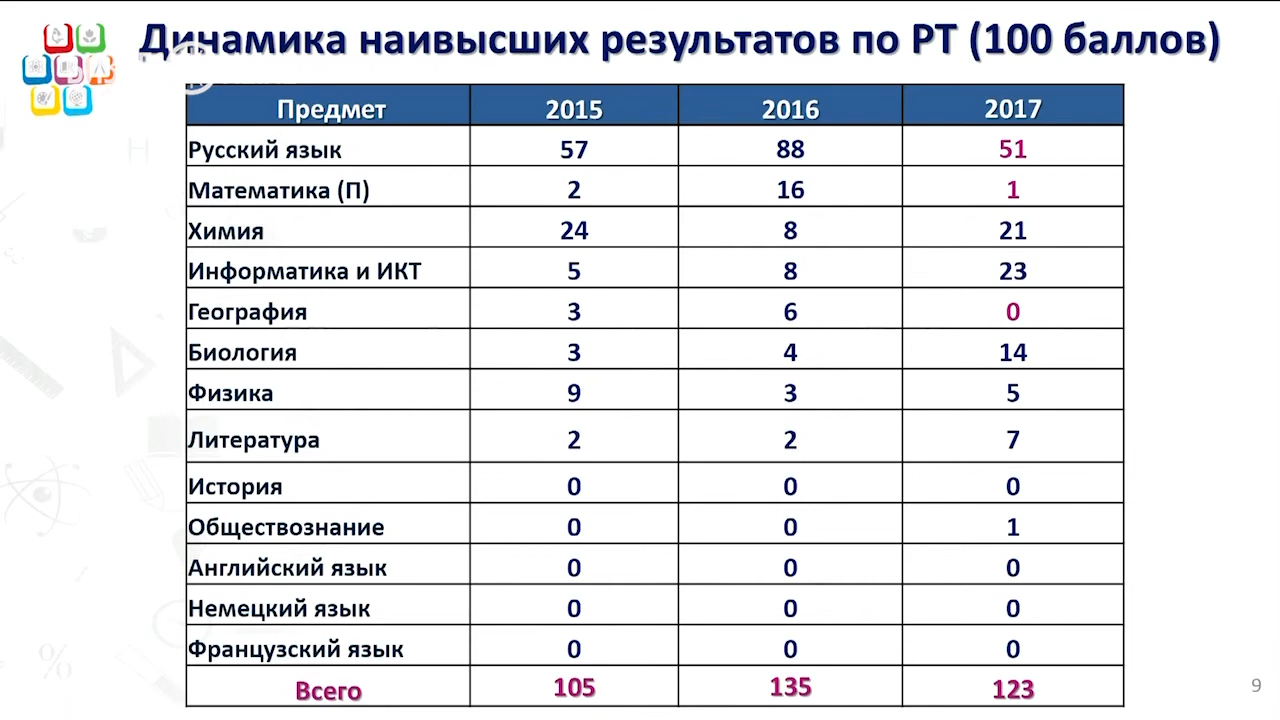 Динамика наивысших результатов по РТ (100 баллов)
Предмет 2015 2016 2017
Русский язык 57 88 51
Математика (П) 2 16 1
Химия 24 8 21
Информатика и ИКТ 5 8 23
География 3 6 0
Биология 3 4 14
Физика 9 3 5
Литература 2 2 7
История 0 0 0
Обществознание 0 0 1
Английский язык 0 0 0
Немецкий язык 0 0 0
Французский язык 0 0 0
Всего 105 135 123
9